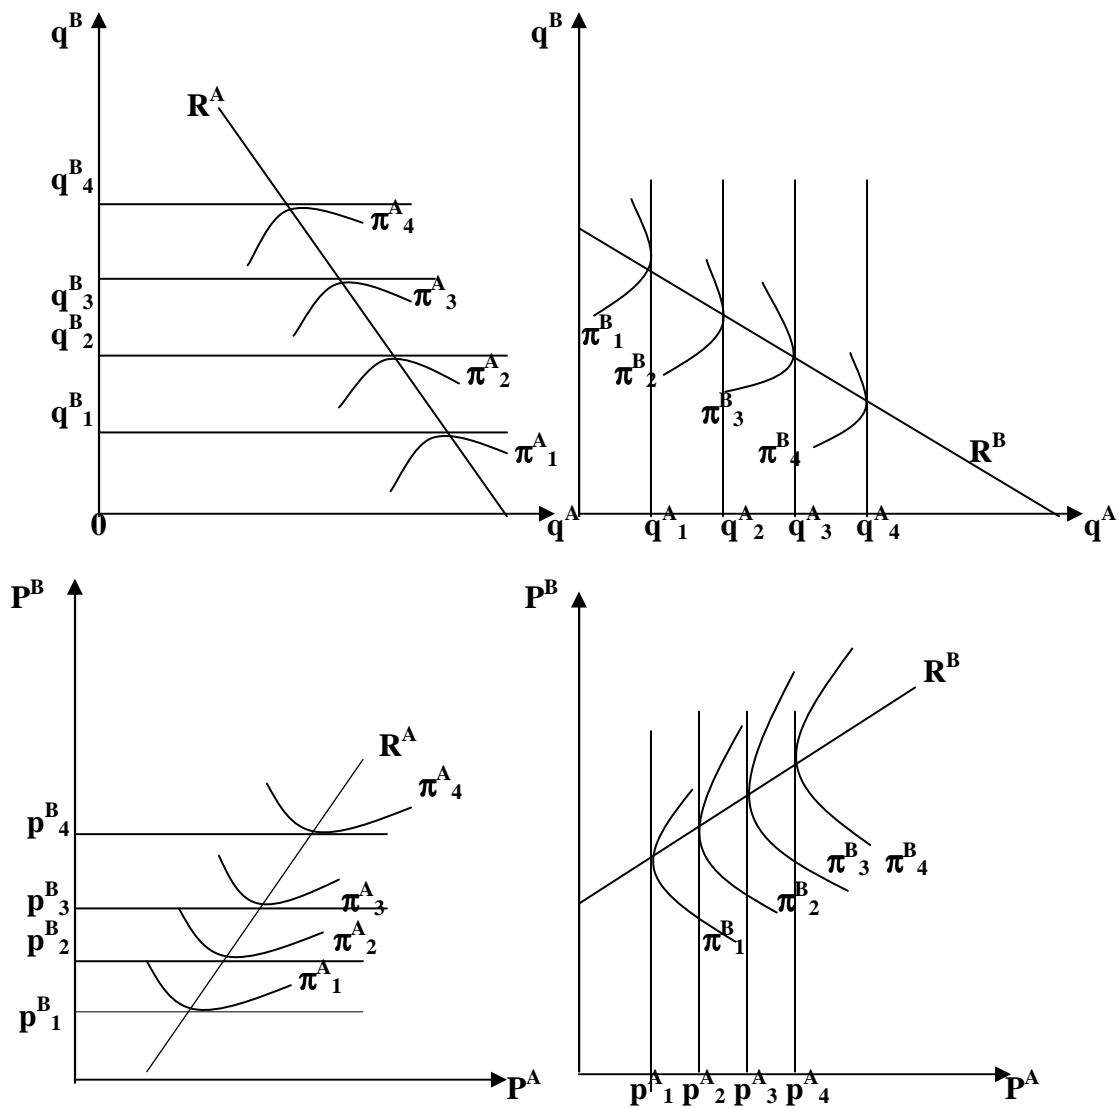 q^B
R^A
q^B_4
π^A_4
q^B_3
π^A_3
q^B_2
π^A_2
q^B_1
π^A_1
0
q^A
q^B
π^B_1
π^B_2
π^B_3
π^B_4
R^B
q^A_1 q^A_2 q^A_3 q^A_4
q^A
P^B
R^A
π^A_4
p^B_4
p^B_3
π^A_3
p^B_2
π^A_2
π^A_1
p^B_1
P^A
P^B
R^B
π^B_3 π^B_4
π^B_2
π^B_1
p^A_1 p^A_2 p^A_3 p^A_4
P^A